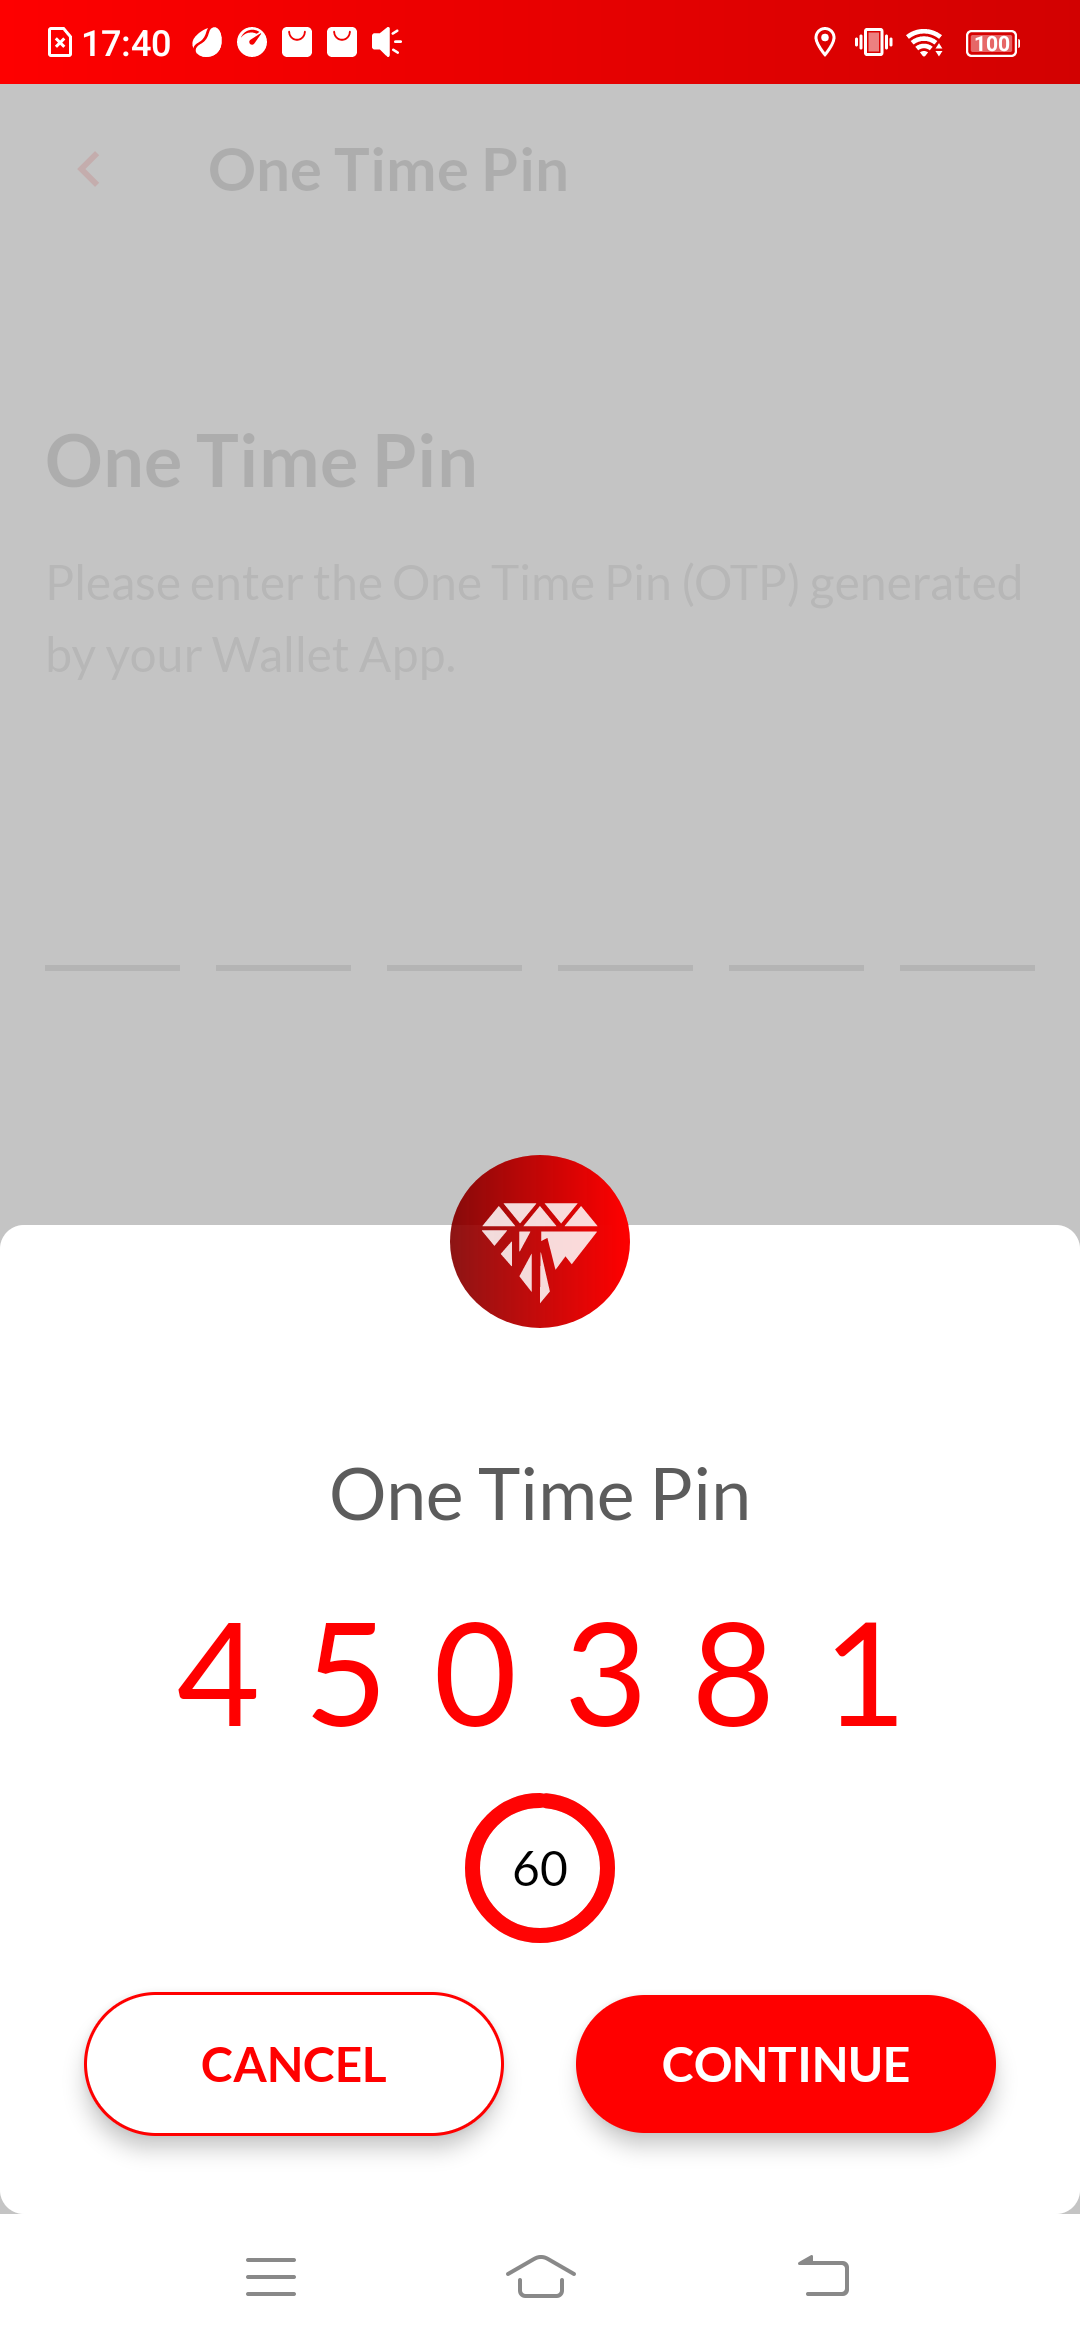 17:40
100
One Time Pin
One Time Pin
Please enter the One Time Pin (OTP) generated
by your Wallet App.
One Time Pin
4 5 0 3 8 1
60
CANCEL
CONTINUE